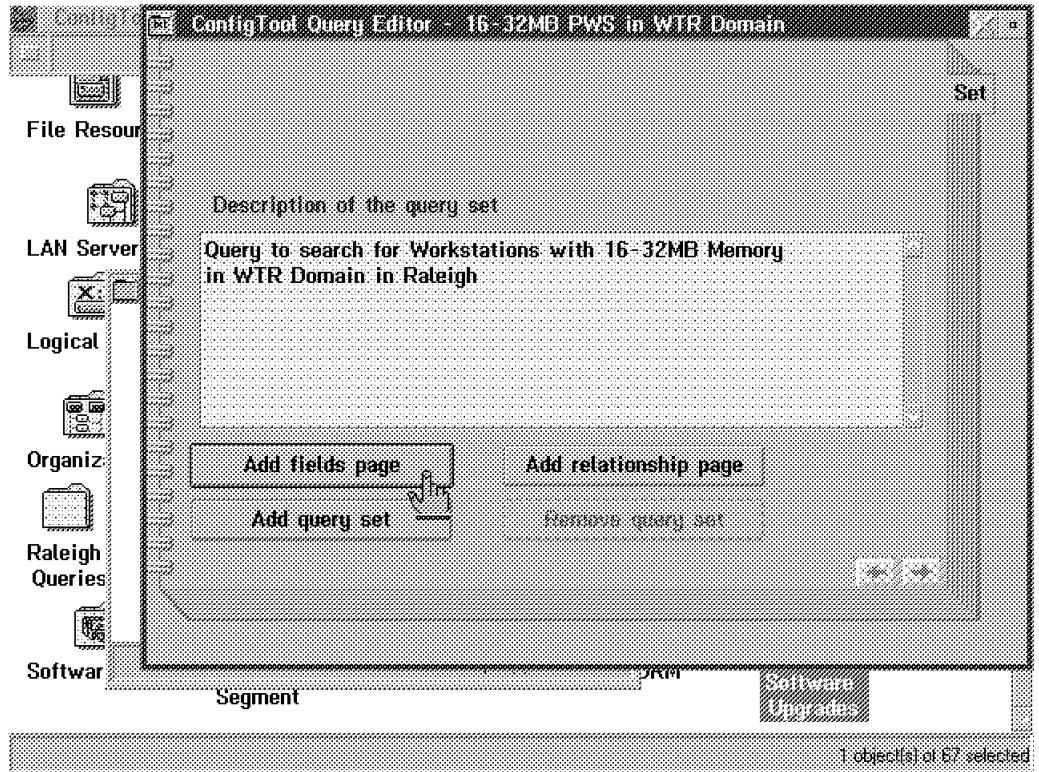 ConfigTo
ConfigTool Query Editor - 16-32MB PWS in WTR Domain
Set
File Resour
Description of the query set
LAN Server
Query to search for Workstations with 16-32MB Memory
in WTR Domain in Raleigh
X:
Logical
Organiz
Add fields page
Add relationship page
Add query set
Remove query set
Raleigh
Queries
Softwar
Segment
Software
Upgrades
1 object(s) of 67 selected